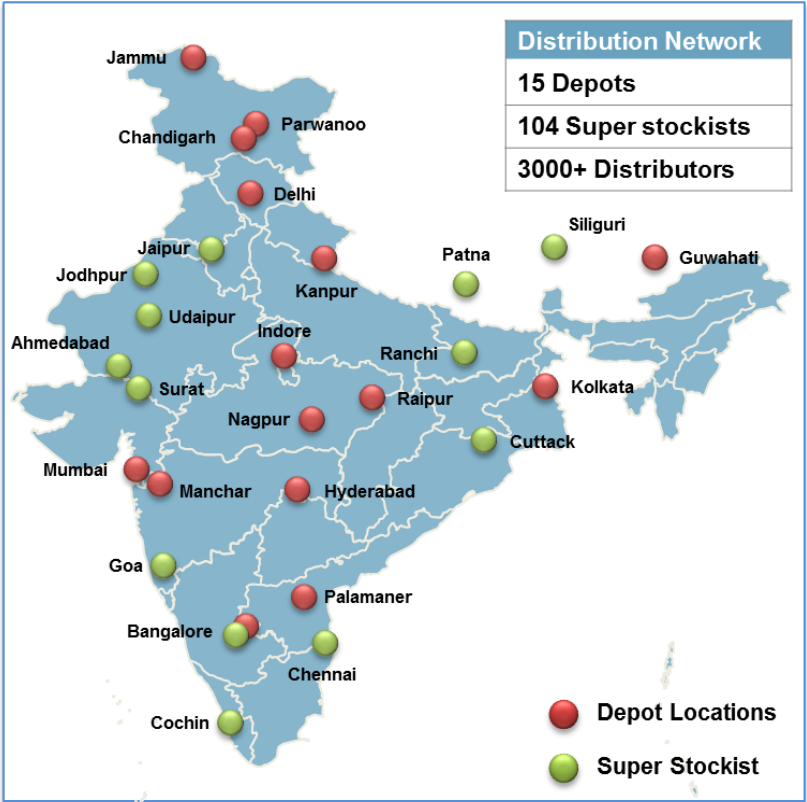 Distribution Network
15 Depots
104 Super stockists
3000+ Distributors
Jammu
Parwanoo
Chandigarh
Delhi
Siliguri
Jaipur
Patna
Guwahati
Jodhpur
Kanpur
Udaipur
Indore
Ahmedabad
Ranchi
Surat
Kolkata
Raipur
Nagpur
Cuttack
Mumbai
Manchar
Hyderabad
Goa
Palamaner
Bangalore
Chennai
Cochin
Depot Locations
Super Stockist